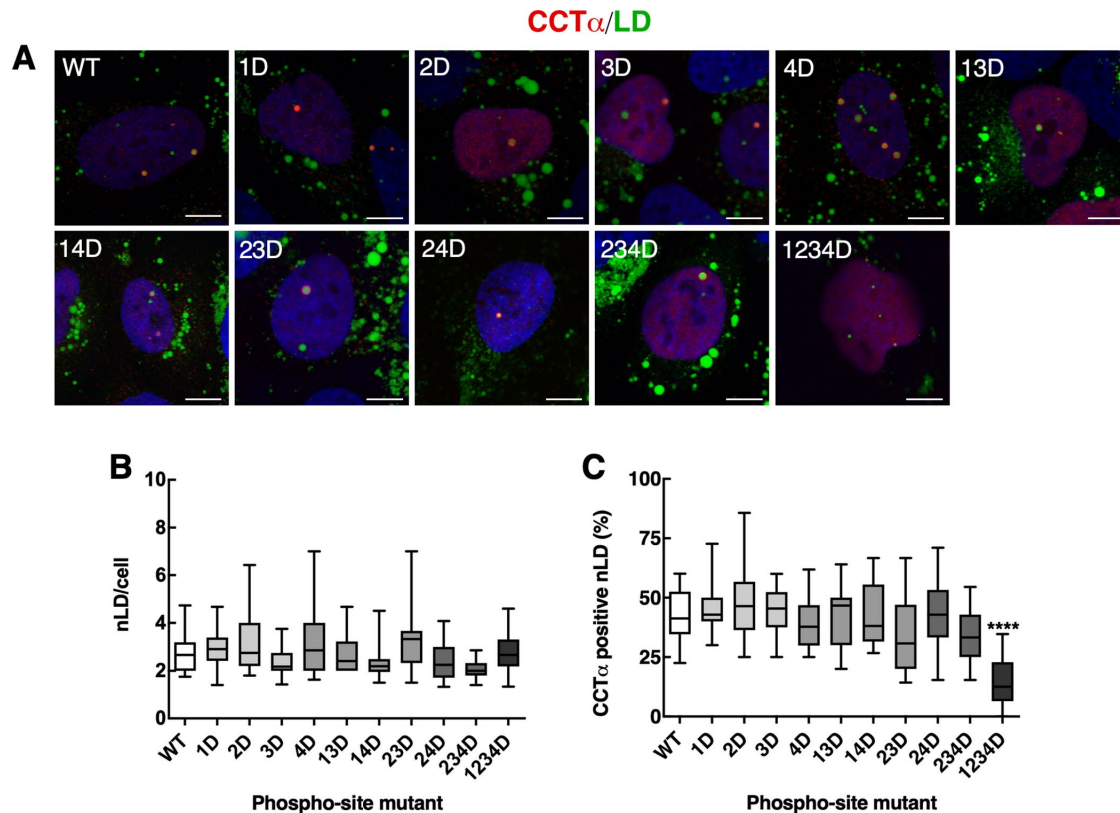 CCTα/LD
A
WT
1D
2D
3D
4D
13D
14D
23D
24D
234D
1234D
B
nLD/cell
10
8
6
4
2
0
WT
1D
2D
3D
4D
13D
14D
23D
24D
234D
1234D
Phospho-site mutant
C
CCTα positive nLD (%)
100
75
50
25
0
****
WT
1D
2D
3D
4D
13D
14D
23D
24D
234D
1234D
Phospho-site mutant